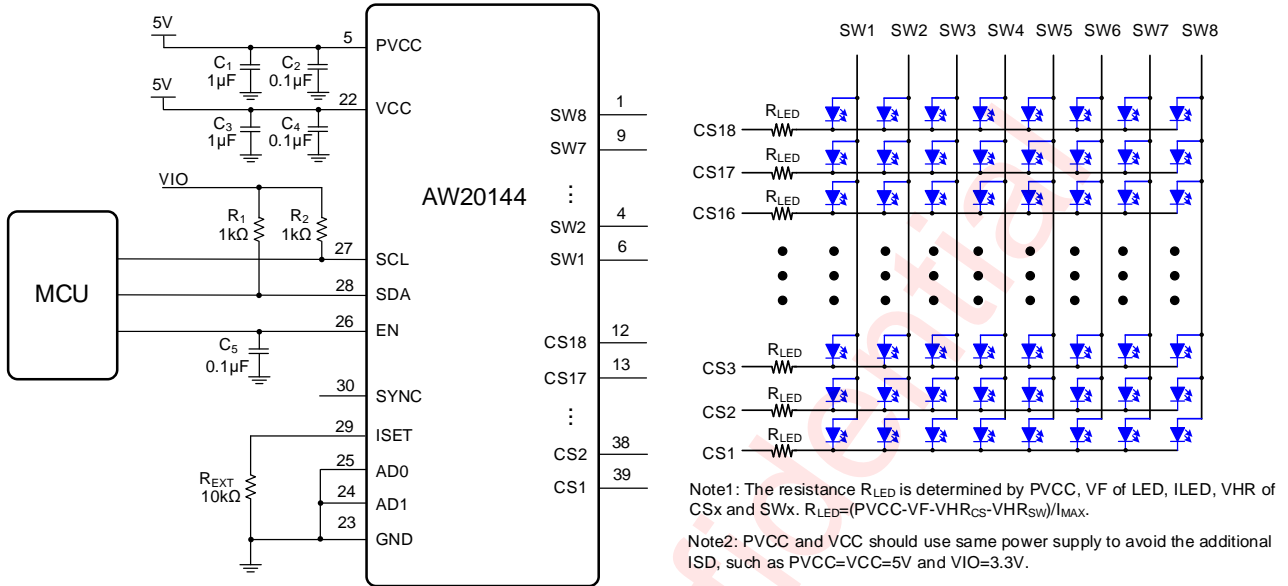 5V
5
PVCC
C1
1µF
C2
0.1µF
5V
22
VCC
C3
1µF
C4
0.1µF
VIO
R1
1kΩ
R2
1kΩ
MCU
27
SCL
28
SDA
26
EN
C5
0.1µF
30
SYNC
29
ISET
REXT
10kΩ
25
AD0
24
AD1
23
GND
AW20144
SW8
1
SW7
9
SW2
4
SW1
6
CS18
12
CS17
13
CS2
38
CS1
39
SW1 SW2 SW3 SW4 SW5 SW6 SW7 SW8
CS18 RLED
CS17 RLED
CS16 RLED
CS3 RLED
CS2 RLED
CS1 RLED
Note1: The resistance RLED is determined by PVCC, VF of LED, ILED, VHR of
CSx and SWx. RLED=(PVCC-VF-VHRCS-VHRSW)/IMAX.
Note2: PVCC and VCC should use same power supply to avoid the additional
ISD, such as PVCC=VCC=5V and VIO=3.3V.
fidential